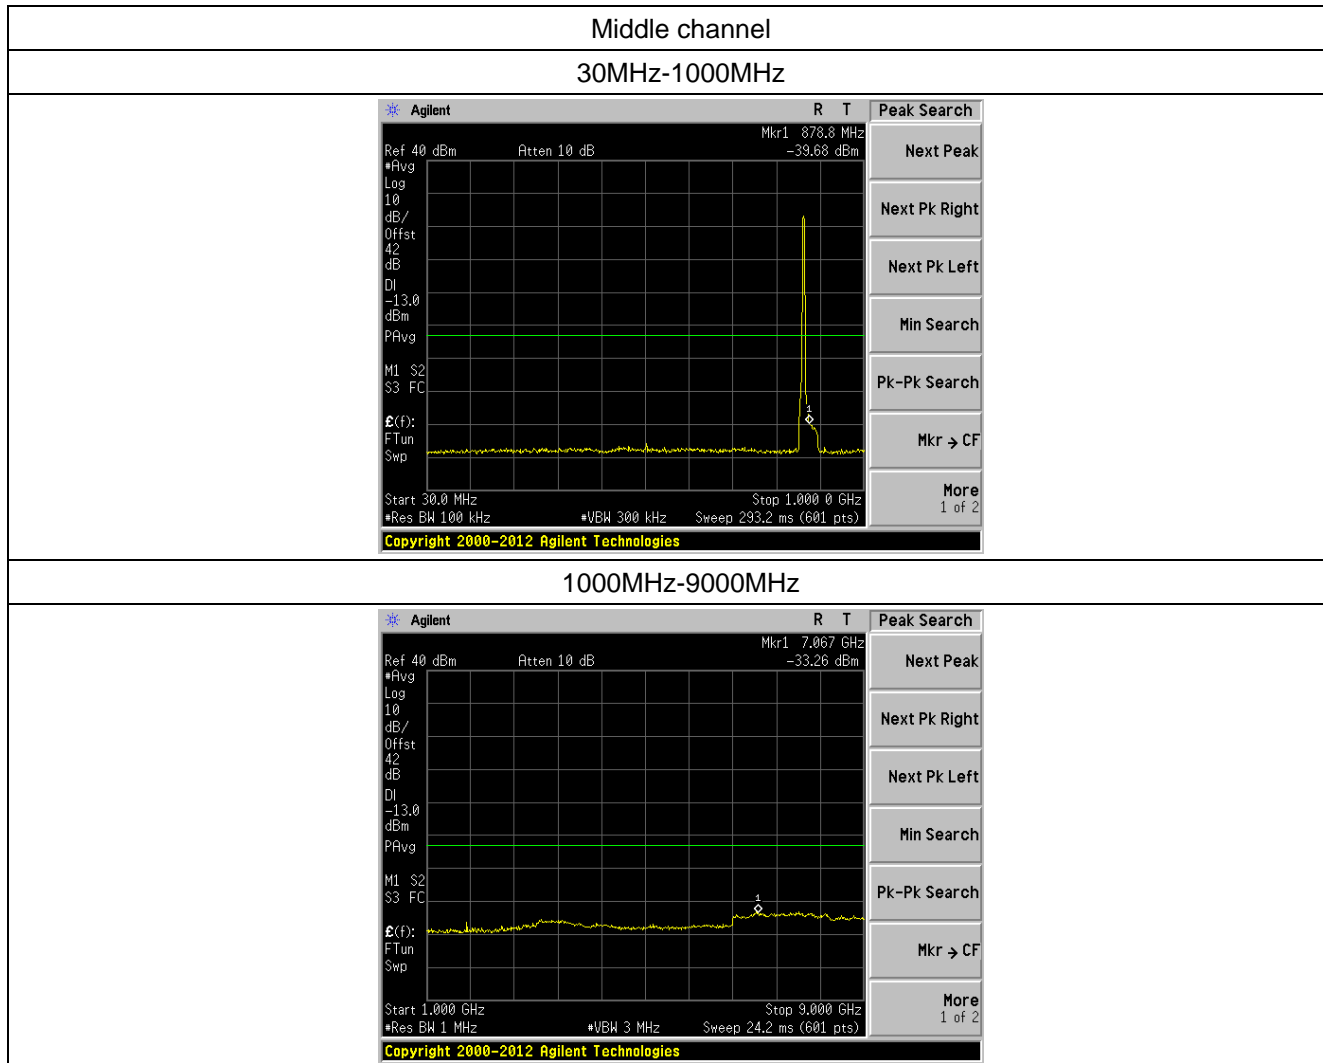 Middle channel
30MHz-1000MHz
Agilent R T Peak Search
Mkr1 878.8 MHz
Ref 40 dBm Atten 10 dB -39.68 dBm
#Avg
Log
10
dB/
Offst
42
dB
DI
-13.0
dBm
PAvg
M1 S2
S3 FC
£(f):
FTun
Swp
1
Start 30.0 MHz Stop 1.000 0 GHz
#Res BW 100 kHz #VBW 300 kHz Sweep 293.2 ms (601 pts)
Copyright 2000-2012 Agilent Technologies
Next Peak
Next Pk Right
Next Pk Left
Min Search
Pk-Pk Search
Mkr → CF
More
1 of 2
1000MHz-9000MHz
Agilent R T Peak Search
Mkr1 7.067 GHz
Ref 40 dBm Atten 10 dB -33.26 dBm
#Avg
Log
10
dB/
Offst
42
dB
DI
-13.0
dBm
PAvg
M1 S2
S3 FC
£(f):
FTun
Swp
1
Start 1.000 GHz Stop 9.000 GHz
#Res BW 1 MHz #VBW 3 MHz Sweep 24.2 ms (601 pts)
Copyright 2000-2012 Agilent Technologies
Next Peak
Next Pk Right
Next Pk Left
Min Search
Pk-Pk Search
Mkr → CF
More
1 of 2